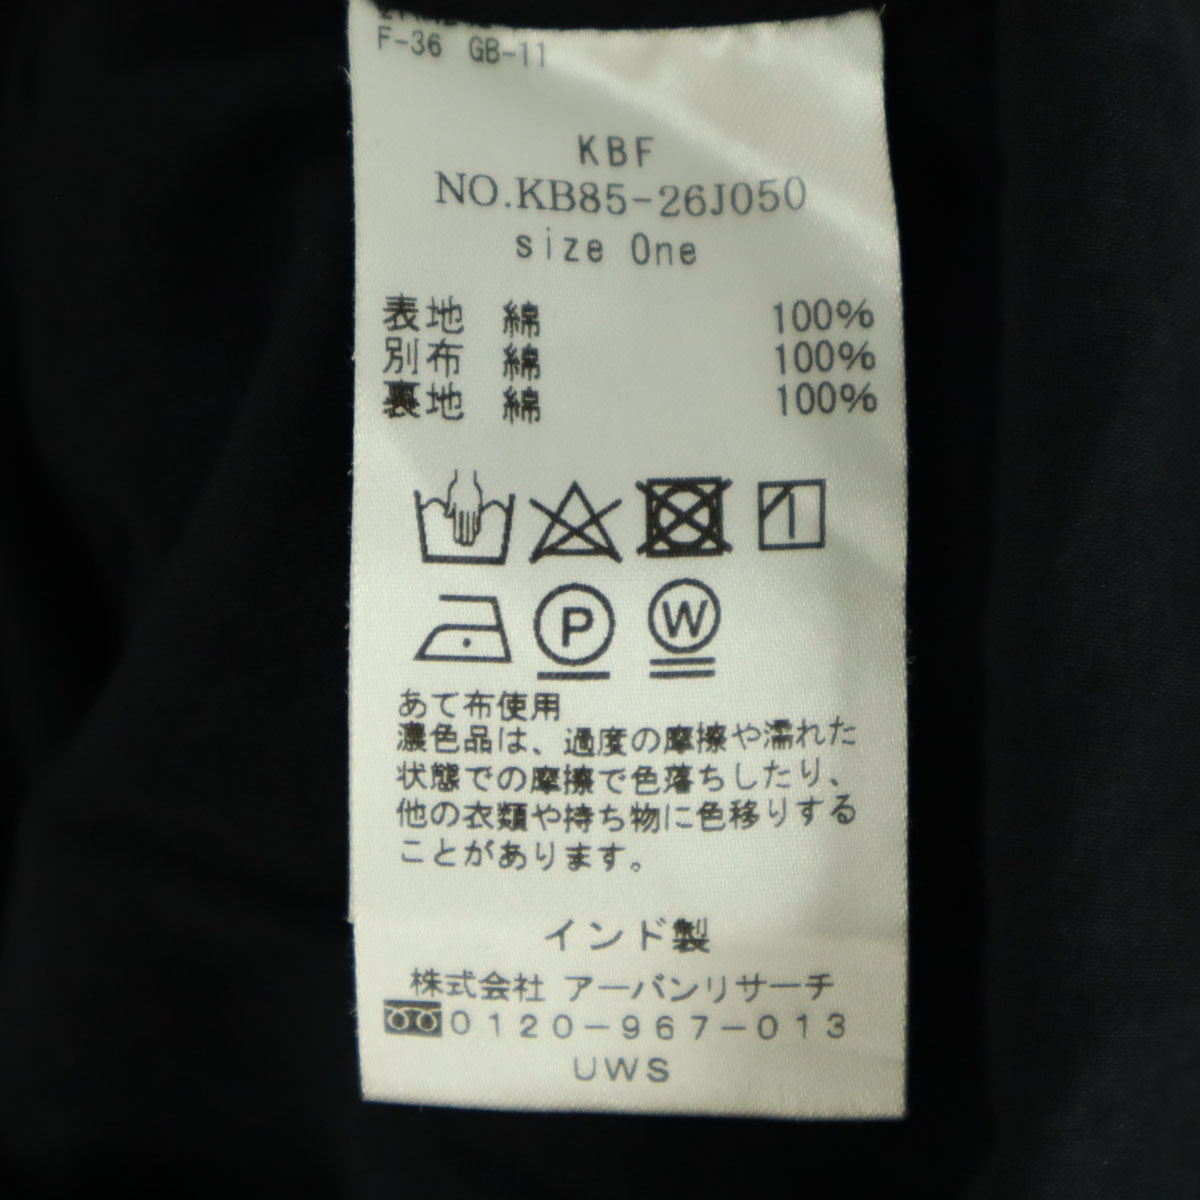 F-36 GB-11
KBF
NO.KB85-26J050
size One
表地 綿 100%
別布 綿 100%
裏地 綿 100%
P W
あて布使用
濃色品は、過度の摩擦や濡れた
状態での摩擦で色落ちしたり、
他の衣類や持ち物に色移りする
ことがあります。
インド製
株式会社 アーバンリサーチ
0120-967-013
UWS